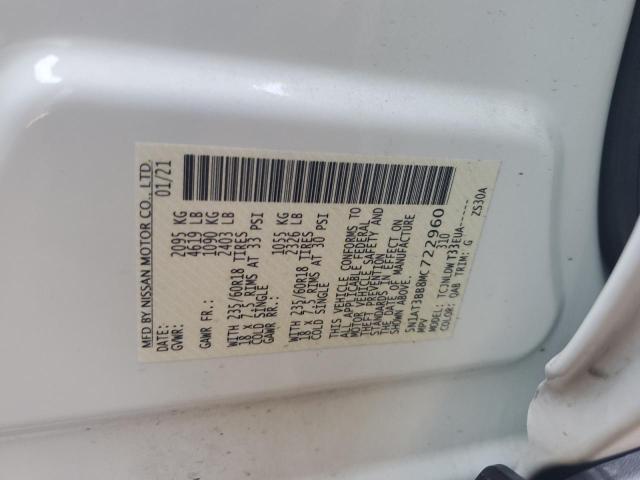 MFD BY NISSAN MOTOR CO., LTD.
DATE: 01/21
GVWR: 2095 KG
4619 LB
GAWR FR: 1090 KG
2403 LB
WITH 235/60R18 TIRES
18 X 7.5 RIMS AT 33 PSI
COLD SINGLE
GAWR RR: 1055 KG
2326 LB
WITH 235/60R18 TIRES
18 X 7.5 RIMS AT 30 PSI
COLD SINGLE
THIS VEHICLE CONFORMS TO
ALL APPLICABLE FEDERAL
MOTOR VEHICLE SAFETY AND
THEFT PREVENTION
STANDARDS IN EFFECT ON
THE DATE OF MANUFACTURE
SHOWN ABOVE.
5N1AT3BB8MC722960
MPV 310
MODEL: TCJNLDWT33EUA-----
COLOR: QAB TRIM: G ZS30A